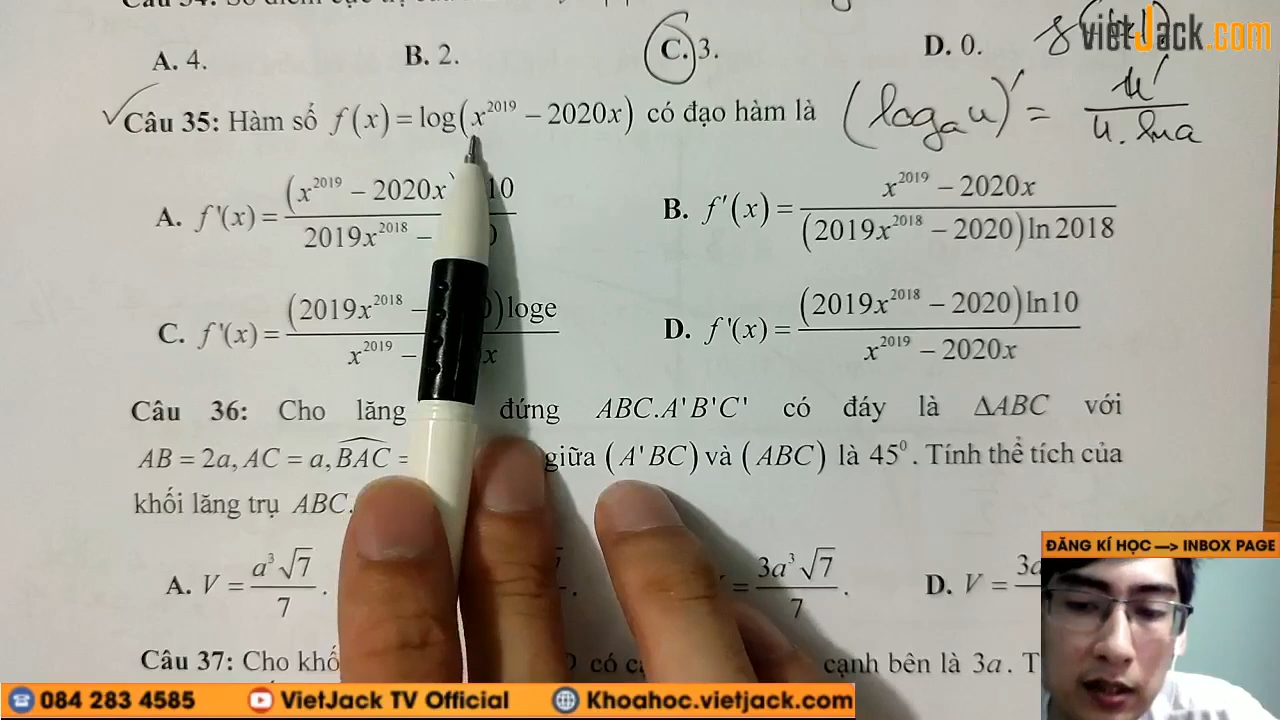 vietJack.com
A. 4.
B. 2.
C. 3.
D. 0.
Câu 35: Hàm số f(x) = log(x^2019 − 2020x) có đạo hàm là
(log_a u)' = u' / (u. ln a)
A. f'(x) = (x^2019 − 2020x) 10 / 2019x^2018 −
B. f'(x) = (x^2019 − 2020x) / ((2019x^2018 − 2020) ln 2018)
C. f'(x) = (2019x^2018 − ) loge / x^2019 − x
D. f'(x) = (2019x^2018 − 2020) ln10 / (x^2019 − 2020x)
Câu 36: Cho lăng đứng ABC.A'B'C' có đáy là ΔABC với
AB = 2a, AC = a, BAC = giữa (A'BC) và (ABC) là 45^0. Tính thể tích của
khối lăng trụ ABC.
A. V = a^3√7 / 7.
= 3a^3√7 / 7.
D. V =
Câu 37: Cho có cạnh bên là 3a.
ĐĂNG KÍ HỌC —> INBOX PAGE
084 283 4585
VietJack TV Official
Khoahoc.vietjack.com